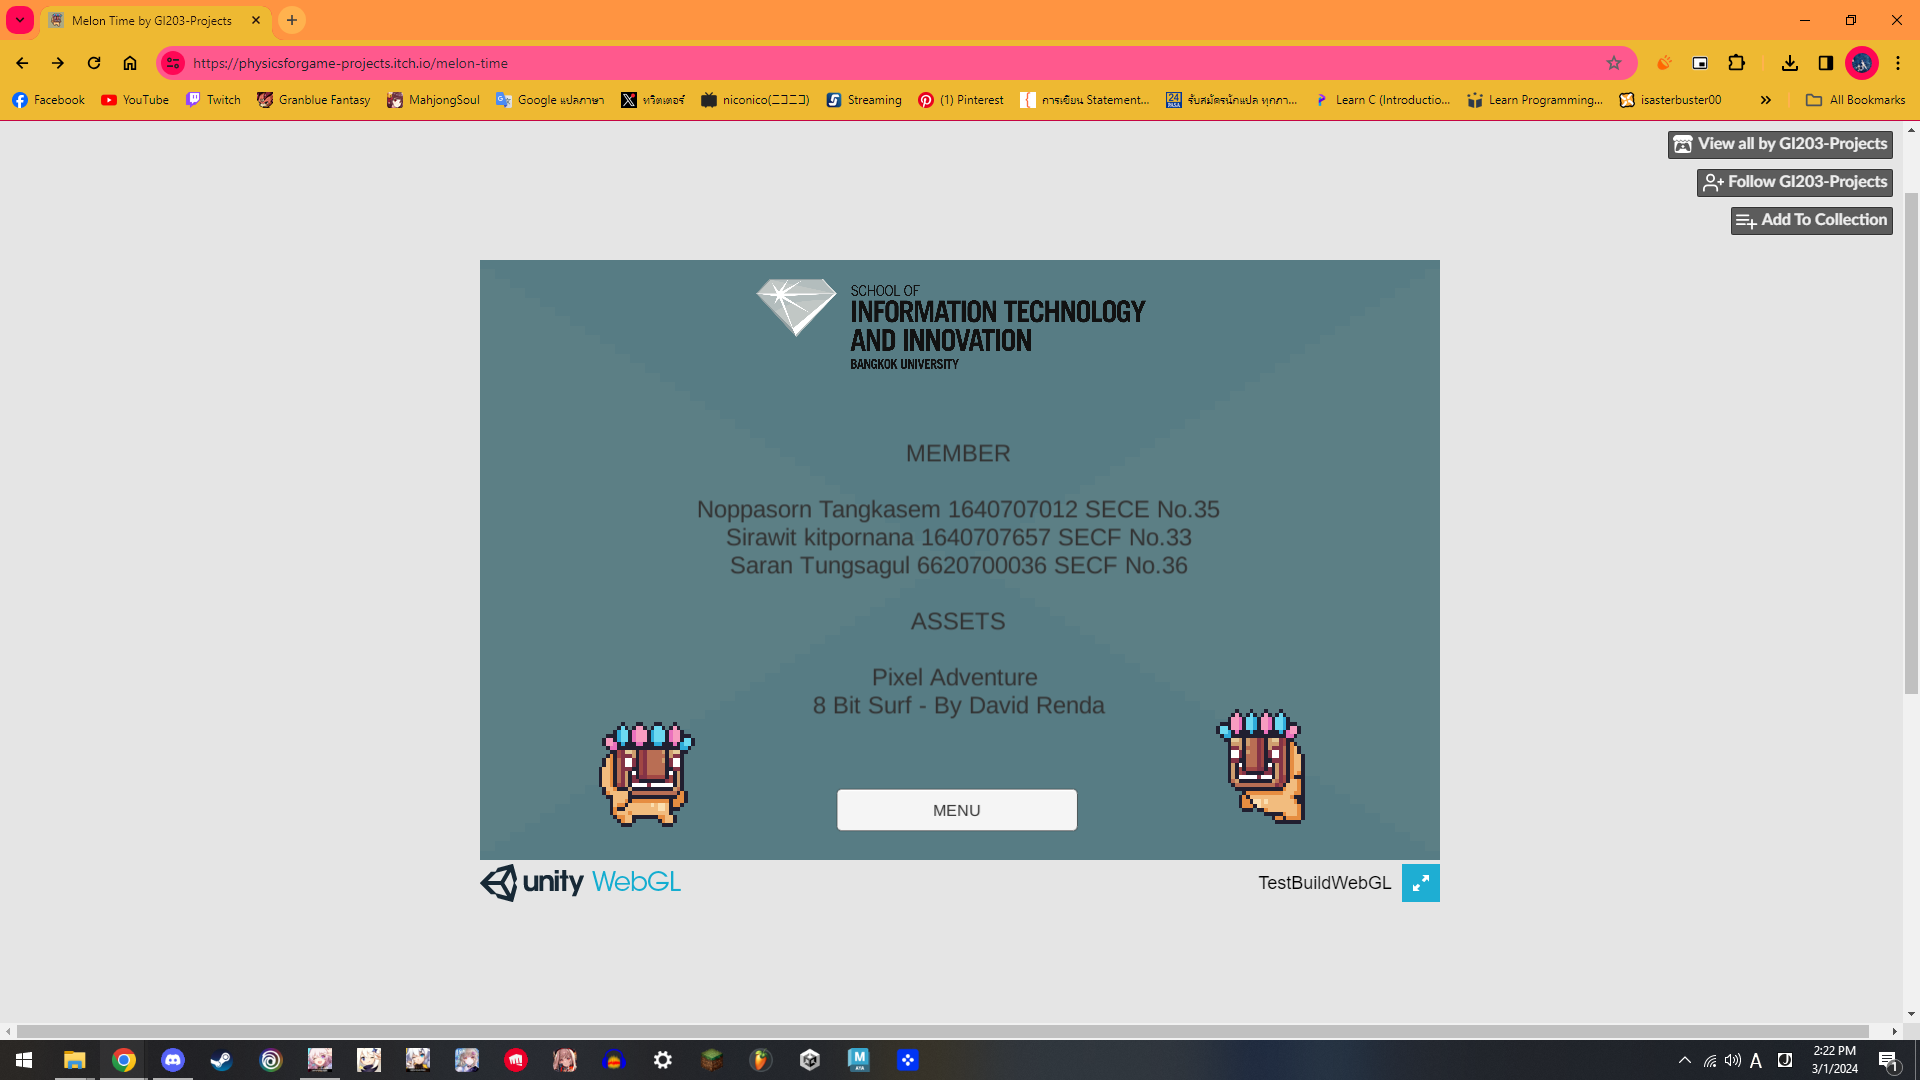 Melon Time by GI203-Projects
https://physicsforgame-projects.itch.io/melon-time
Facebook
YouTube
Twitch
Granblue Fantasy
MahjongSoul
Google แปลภาษา
ทวิตเตอร์
niconico(ニコニコ)
Streaming
(1) Pinterest
การเขียน Statement...
รับสมัครนักแปล ทุกภา...
Learn C (Introductio...
Learn Programming...
isasterbuster00
All Bookmarks
View all by GI203-Projects
Follow GI203-Projects
Add To Collection
SCHOOL OF
INFORMATION TECHNOLOGY
AND INNOVATION
BANGKOK UNIVERSITY
MEMBER
Noppasorn Tangkasem 1640707012 SECE No.35
Sirawit kitpornana 1640707657 SECF No.33
Saran Tungsagul 6620700036 SECF No.36
ASSETS
Pixel Adventure
8 Bit Surf - By David Renda
MENU
unity WebGL
TestBuildWebGL
A
2:22 PM
3/1/2024
1